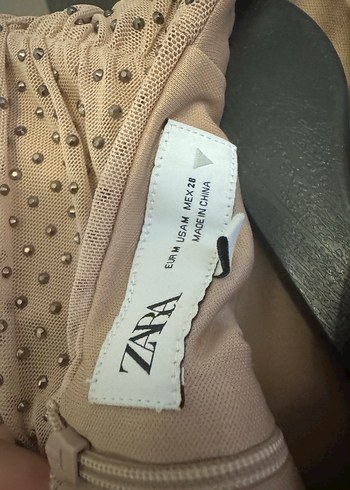 ZARA
EUR M USA M MEX 28
MADE IN CHINA